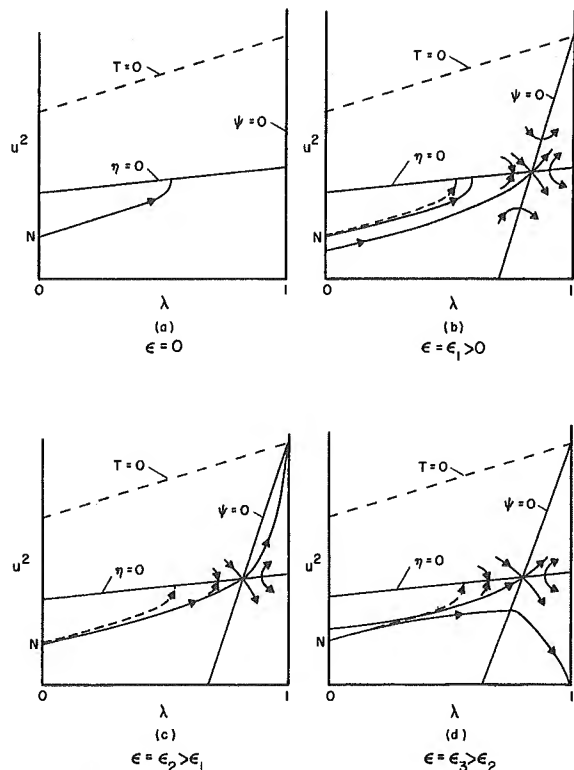 T = 0
ψ = 0
u²
η = 0
N
0
1
λ
(a)
ϵ = 0
ψ = 0
T = 0
u²
η = 0
N
0
1
λ
(b)
ϵ = ϵ₁ > 0
T = 0
ψ = 0
u²
η = 0
N
0
1
λ
(c)
ϵ = ϵ₂ > ϵ₁
T = 0
ψ = 0
u²
η = 0
N
0
1
λ
(d)
ϵ = ϵ₃ > ϵ₂